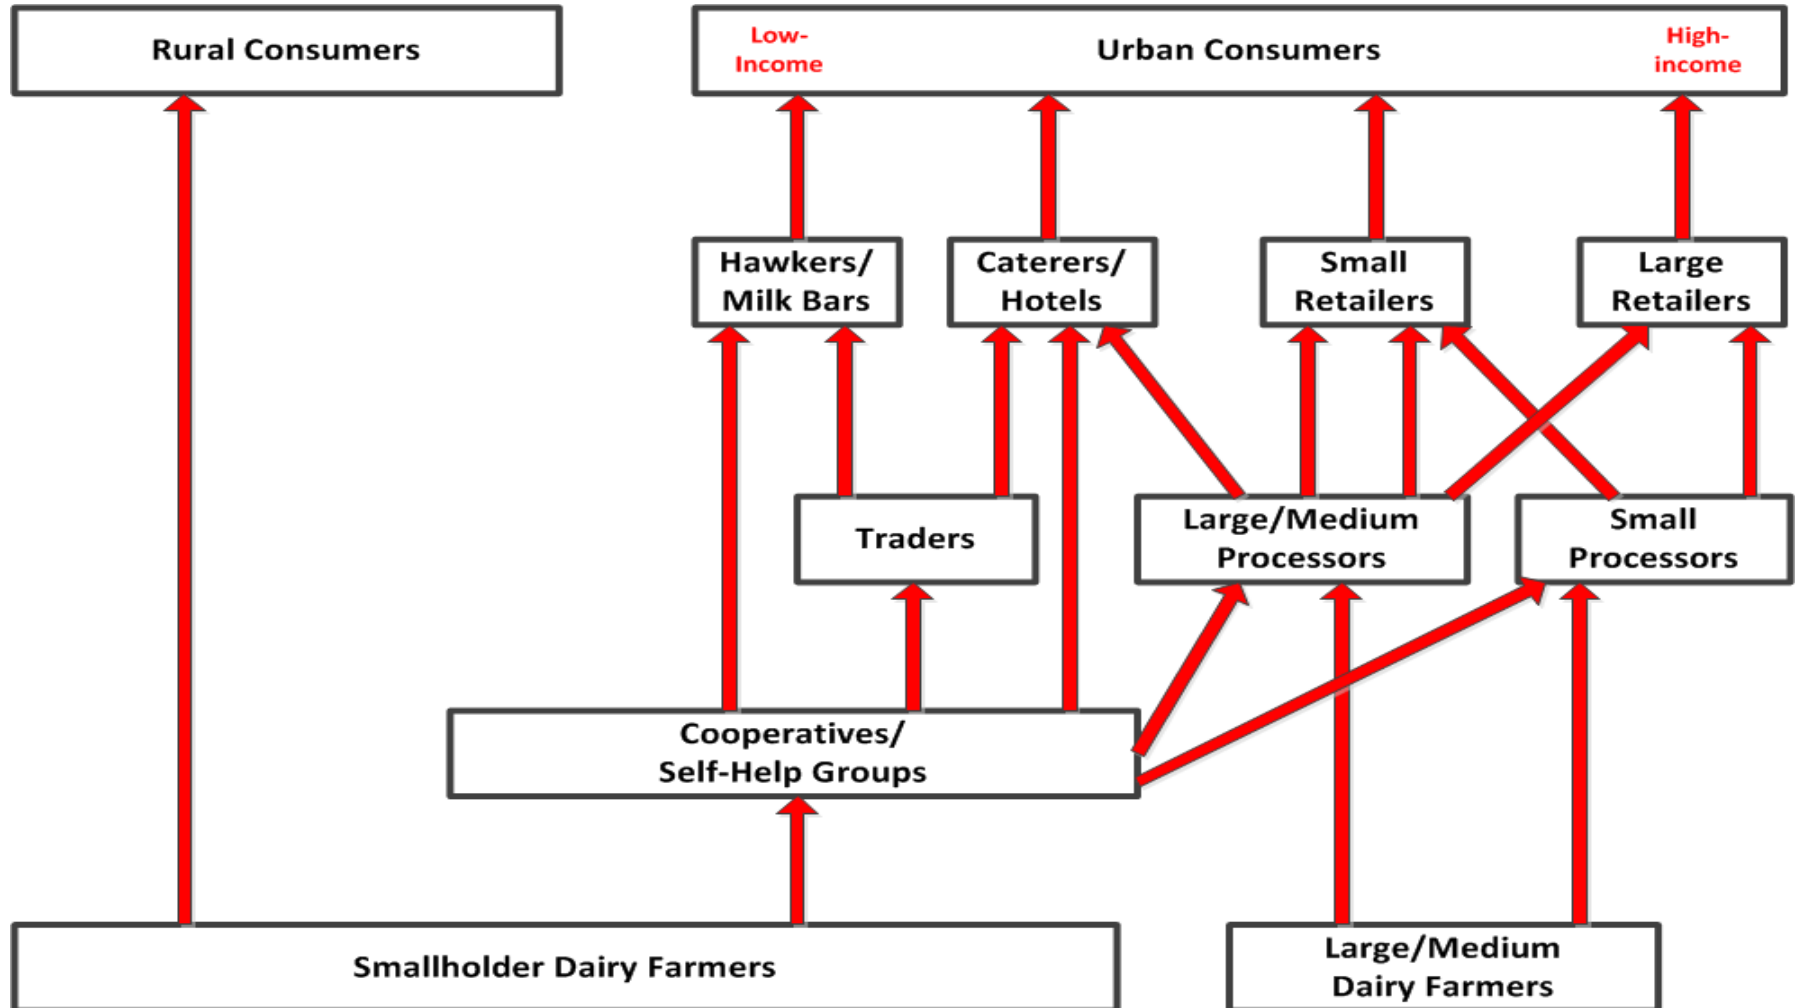 Rural Consumers
Low-
Income
Urban Consumers
High-
income
Hawkers/
Milk Bars
Caterers/
Hotels
Small
Retailers
Large
Retailers
Traders
Large/Medium
Processors
Small
Processors
Cooperatives/
Self-Help Groups
Smallholder Dairy Farmers
Large/Medium
Dairy Farmers